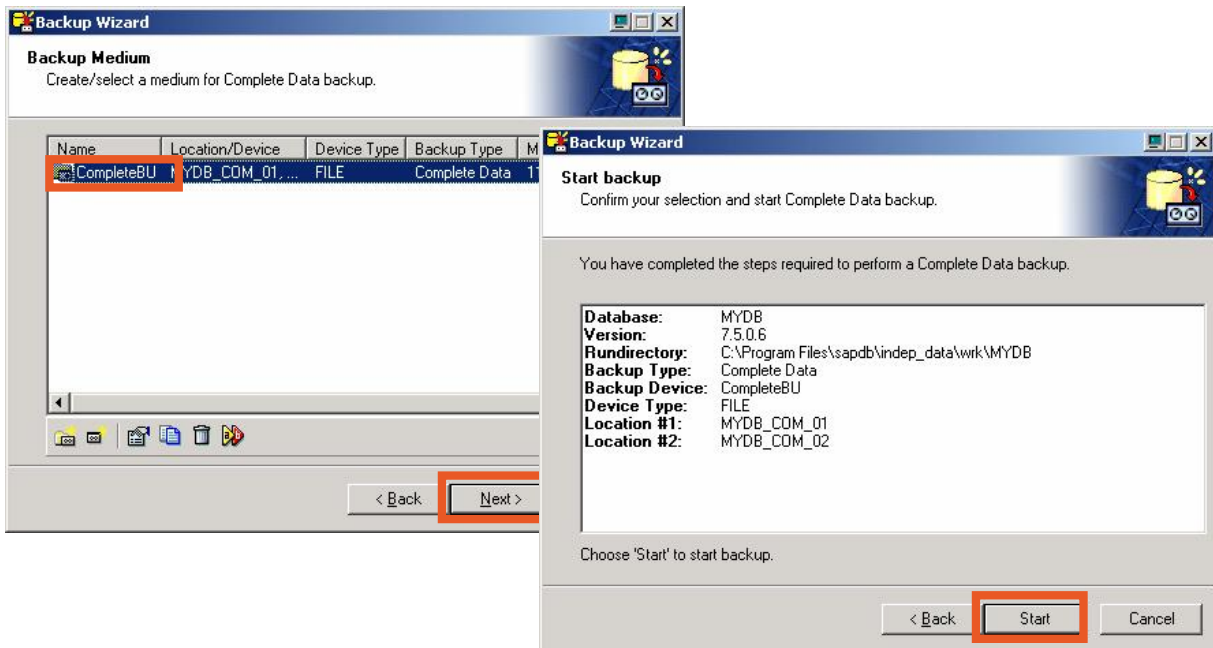 Backup Wizard
Backup Medium
Create/select a medium for Complete Data backup.
Name Location/Device Device Type Backup Type
CompleteBU MYDB_COM_01, ... FILE Complete Data
< Back Next >
Backup Wizard
Start backup
Confirm your selection and start Complete Data backup.
You have completed the steps required to perform a Complete Data backup.
Database: MYDB
Version: 7.5.0.6
Rundirectory: C:\Program Files\sapdb\indep_data\wrk\MYDB
Backup Type: Complete Data
Backup Device: CompleteBU
Device Type: FILE
Location #1: MYDB_COM_01
Location #2: MYDB_COM_02
Choose 'Start' to start backup.
< Back Start Cancel